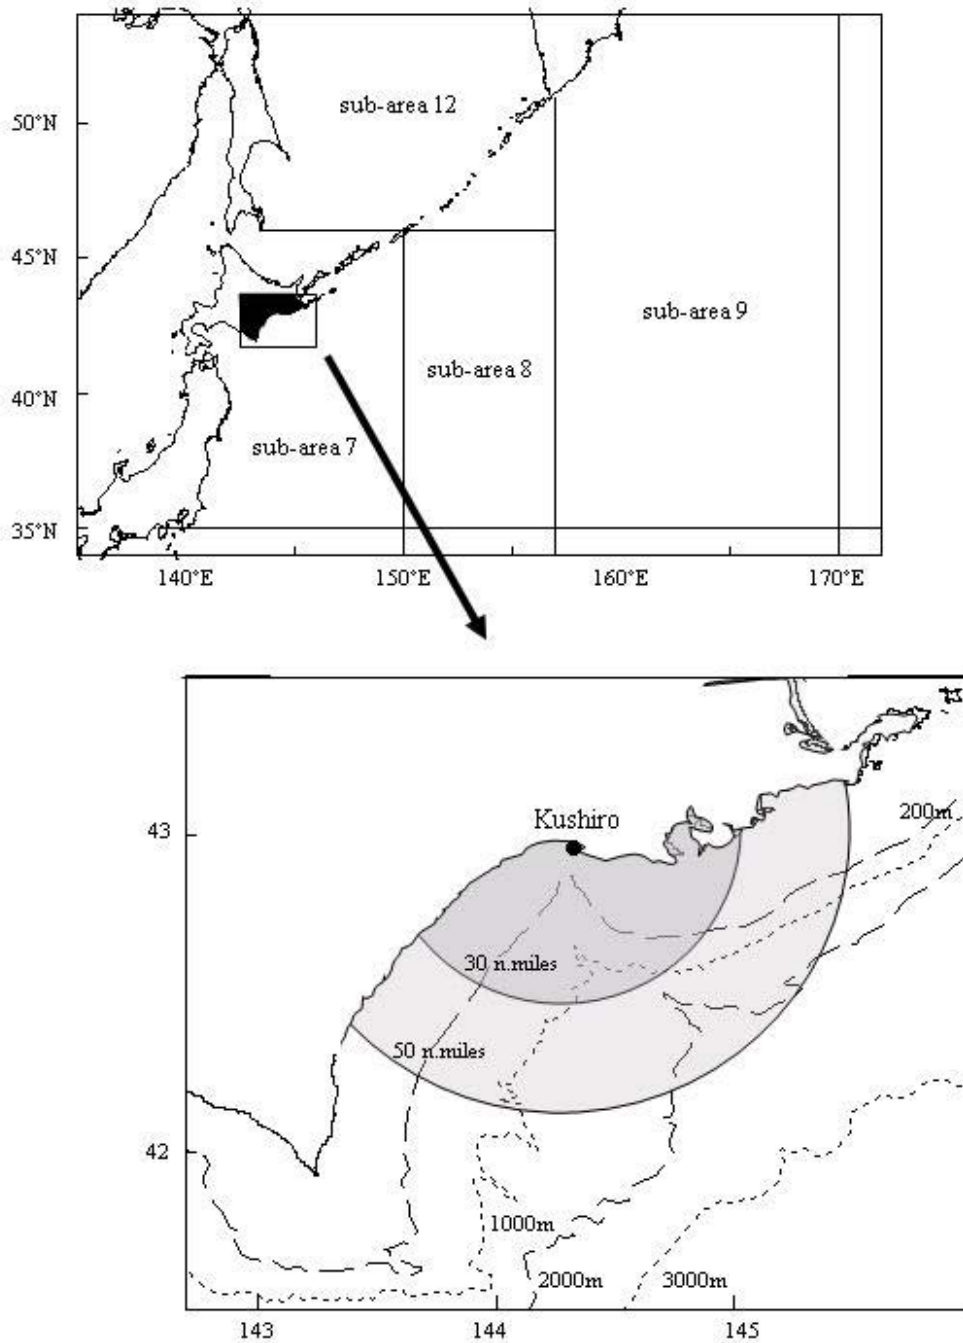 50°N
sub-area 12
45°N
sub-area 9
sub-area 8
40°N
sub-area 7
35°N
140°E
150°E
160°E
170°E
200m
43
Kushiro
30 n.miles
50 n.miles
42
1000m
2000m
3000m
143
144
145